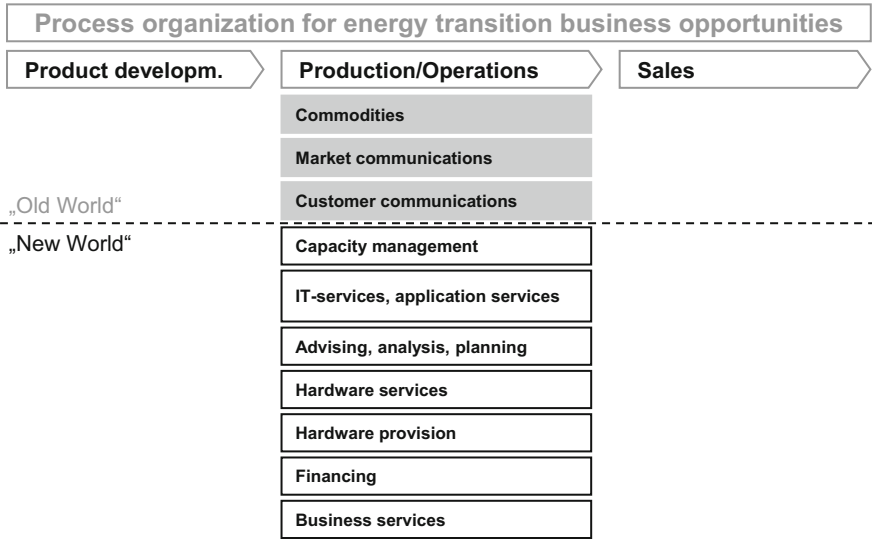 Process organization for energy transition business opportunities
Product developm.
Production/Operations
Sales
Commodities
Market communications
Customer communications
„Old World“
„New World“
Capacity management
IT-services, application services
Advising, analysis, planning
Hardware services
Hardware provision
Financing
Business services